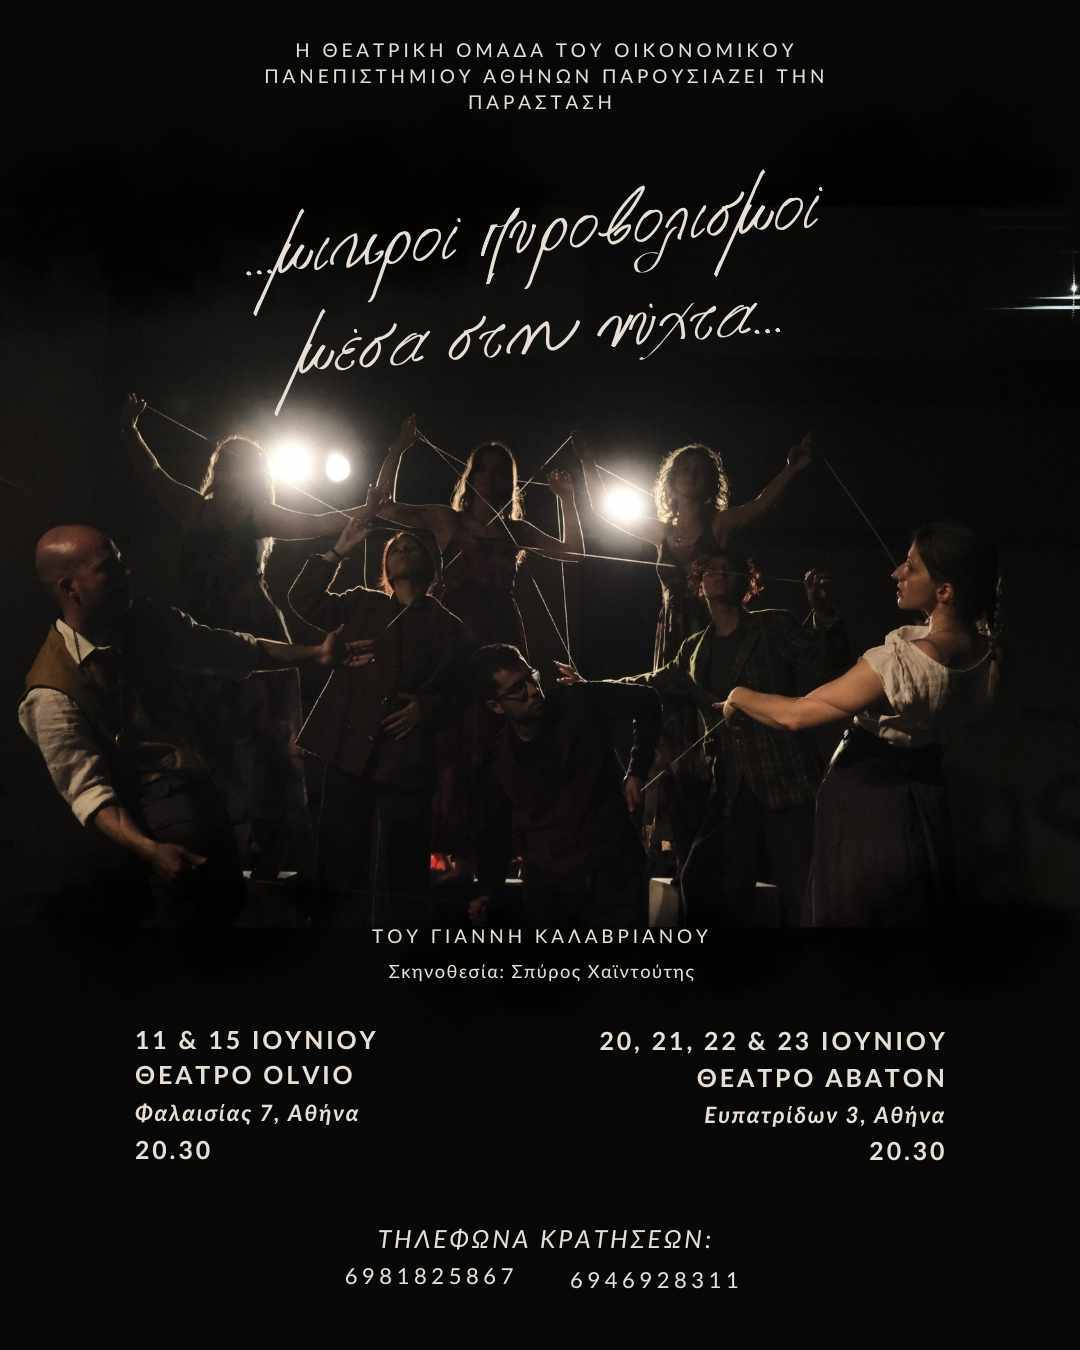 Η ΘΕΑΤΡΙΚΗ ΟΜΑΔΑ ΤΟΥ ΟΙΚΟΝΟΜΙΚΟΥ
ΠΑΝΕΠΙΣΤΗΜΙΟΥ ΑΘΗΝΩΝ ΠΑΡΟΥΣΙΑΖΕΙ ΤΗΝ
ΠΑΡΑΣΤΑΣΗ
...μικροί πυροβολισμοί
μέσα στην νύχτα...
ΤΟΥ ΓΙΑΝΝΗ ΚΑΛΑΒΡΙΑΝΟΥ
Σκηνοθεσία: Σπύρος Χαϊντούτης
11 & 15 ΙΟΥΝΙΟΥ
ΘΕΑΤΡΟ OLVIO
Φαλαισίας 7, Αθήνα
20.30
20, 21, 22 & 23 ΙΟΥΝΙΟΥ
ΘΕΑΤΡΟ ΑΒΑΤΟΝ
Ευπατρίδων 3, Αθήνα
20.30
ΤΗΛΕΦΩΝΑ ΚΡΑΤΗΣΕΩΝ:
6981825867 6946928311